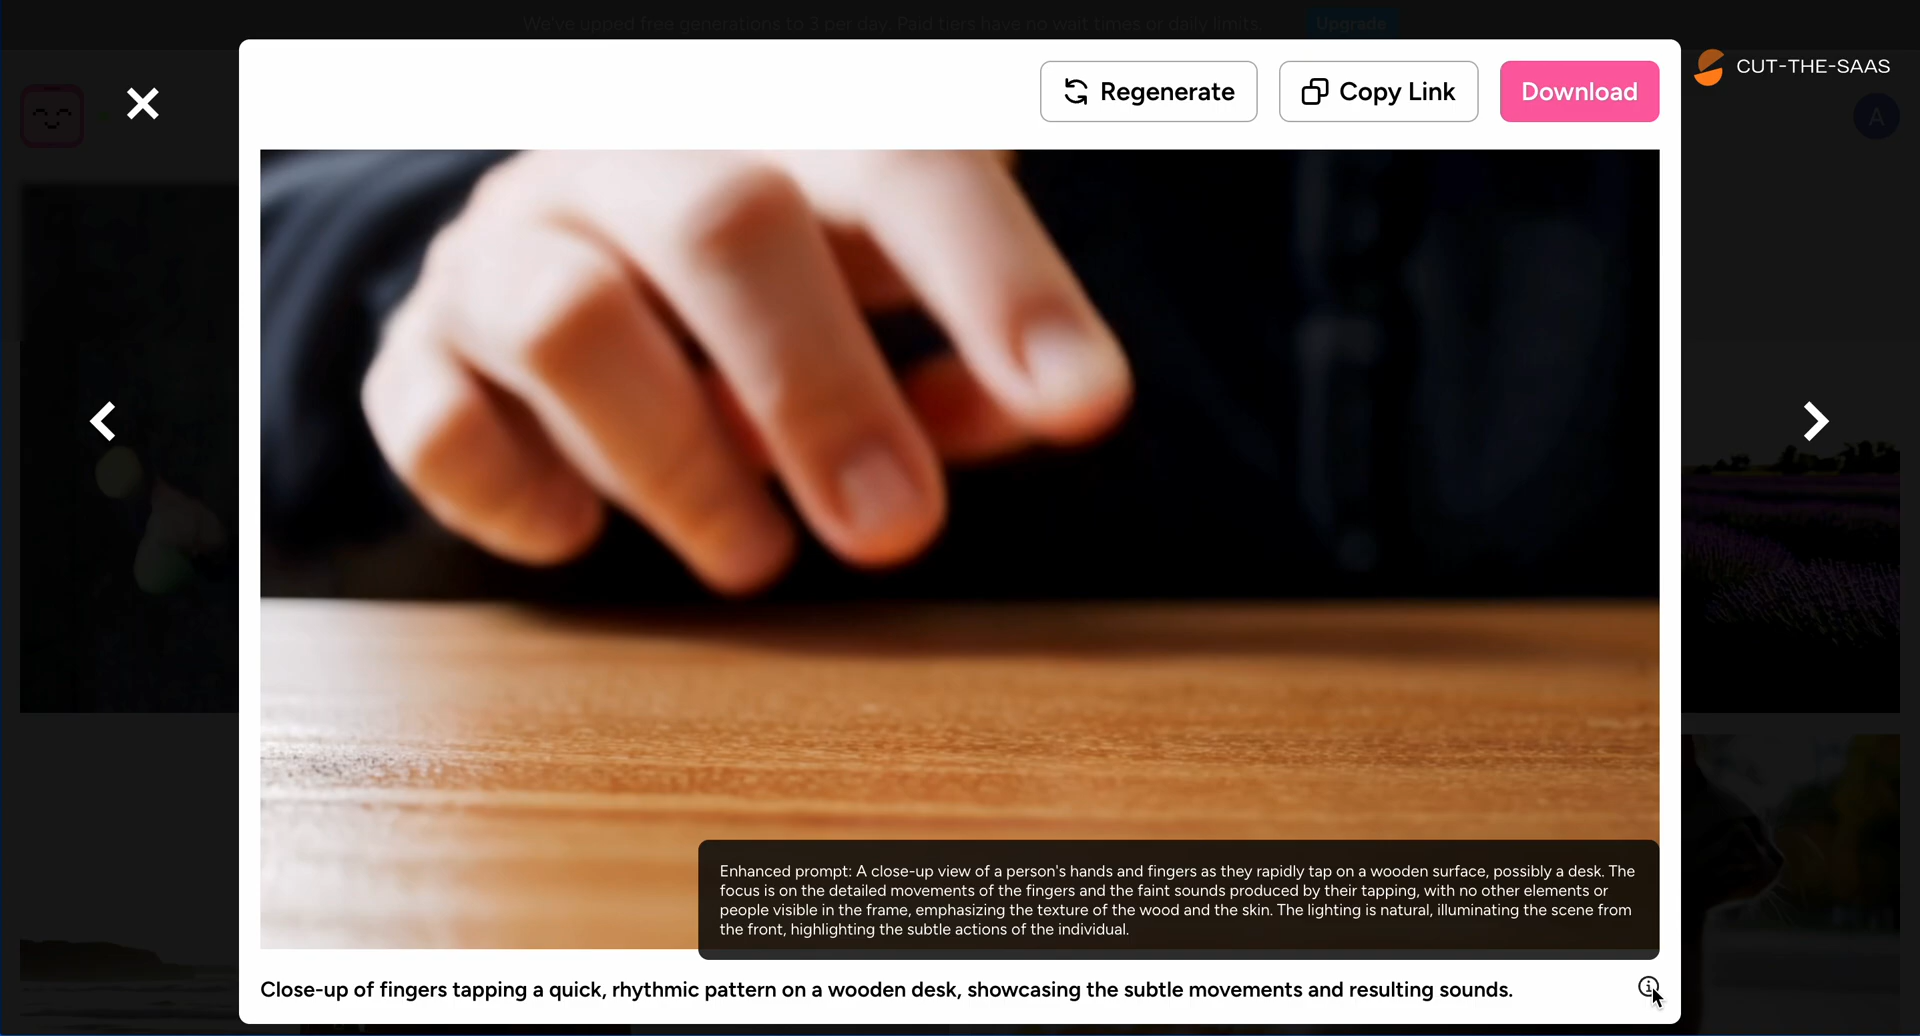 We've upped free generations to 3 per day. Paid tiers have no wait times or daily limits.
Upgrade
CUT-THE-SAAS
Regenerate
Copy Link
Download
A
Enhanced prompt: A close-up view of a person's hands and fingers as they rapidly tap on a wooden surface, possibly a desk. The
focus is on the detailed movements of the fingers and the faint sounds produced by their tapping, with no other elements or
people visible in the frame, emphasizing the texture of the wood and the skin. The lighting is natural, illuminating the scene from
the front, highlighting the subtle actions of the individual.
Close-up of fingers tapping a quick, rhythmic pattern on a wooden desk, showcasing the subtle movements and resulting sounds.